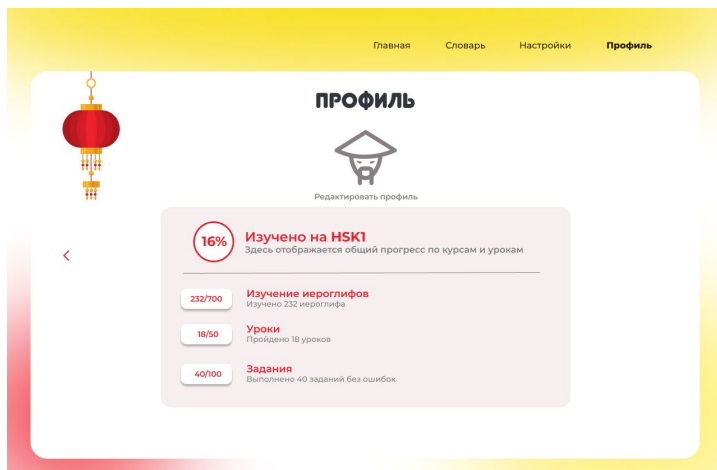 Главная Словарь Настройки Профиль
ПРОФИЛЬ
Редактировать профиль
16%
Изучено на HSK1
Здесь отображается общий прогресс по курсам и урокам
232/700
Изучение иероглифов
Изучено 232 иероглифа
18/50
Уроки
Пройдено 18 уроков
40/100
Задания
Выполнено 40 заданий без ошибок